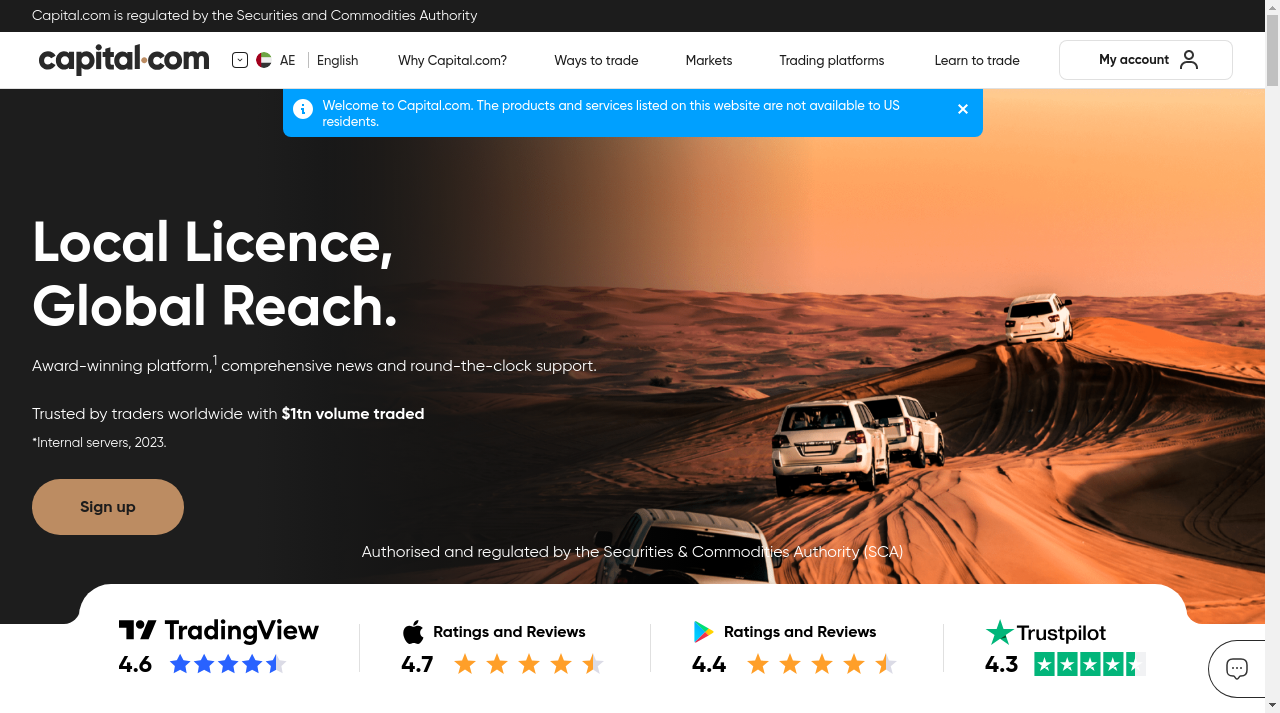 Capital.com is regulated by the Securities and Commodities Authority
capital.com
AE
English
Why Capital.com?
Ways to trade
Markets
Trading platforms
Learn to trade
My account
Welcome to Capital.com. The products and services listed on this website are not available to US
residents.
Local Licence,
Global Reach.
Award-winning platform,1 comprehensive news and round-the-clock support.
Trusted by traders worldwide with $1tn volume traded
*Internal servers, 2023.
Sign up
Authorised and regulated by the Securities & Commodities Authority (SCA)
TradingView
4.6
Ratings and Reviews
4.7
Ratings and Reviews
4.4
Trustpilot
4.3